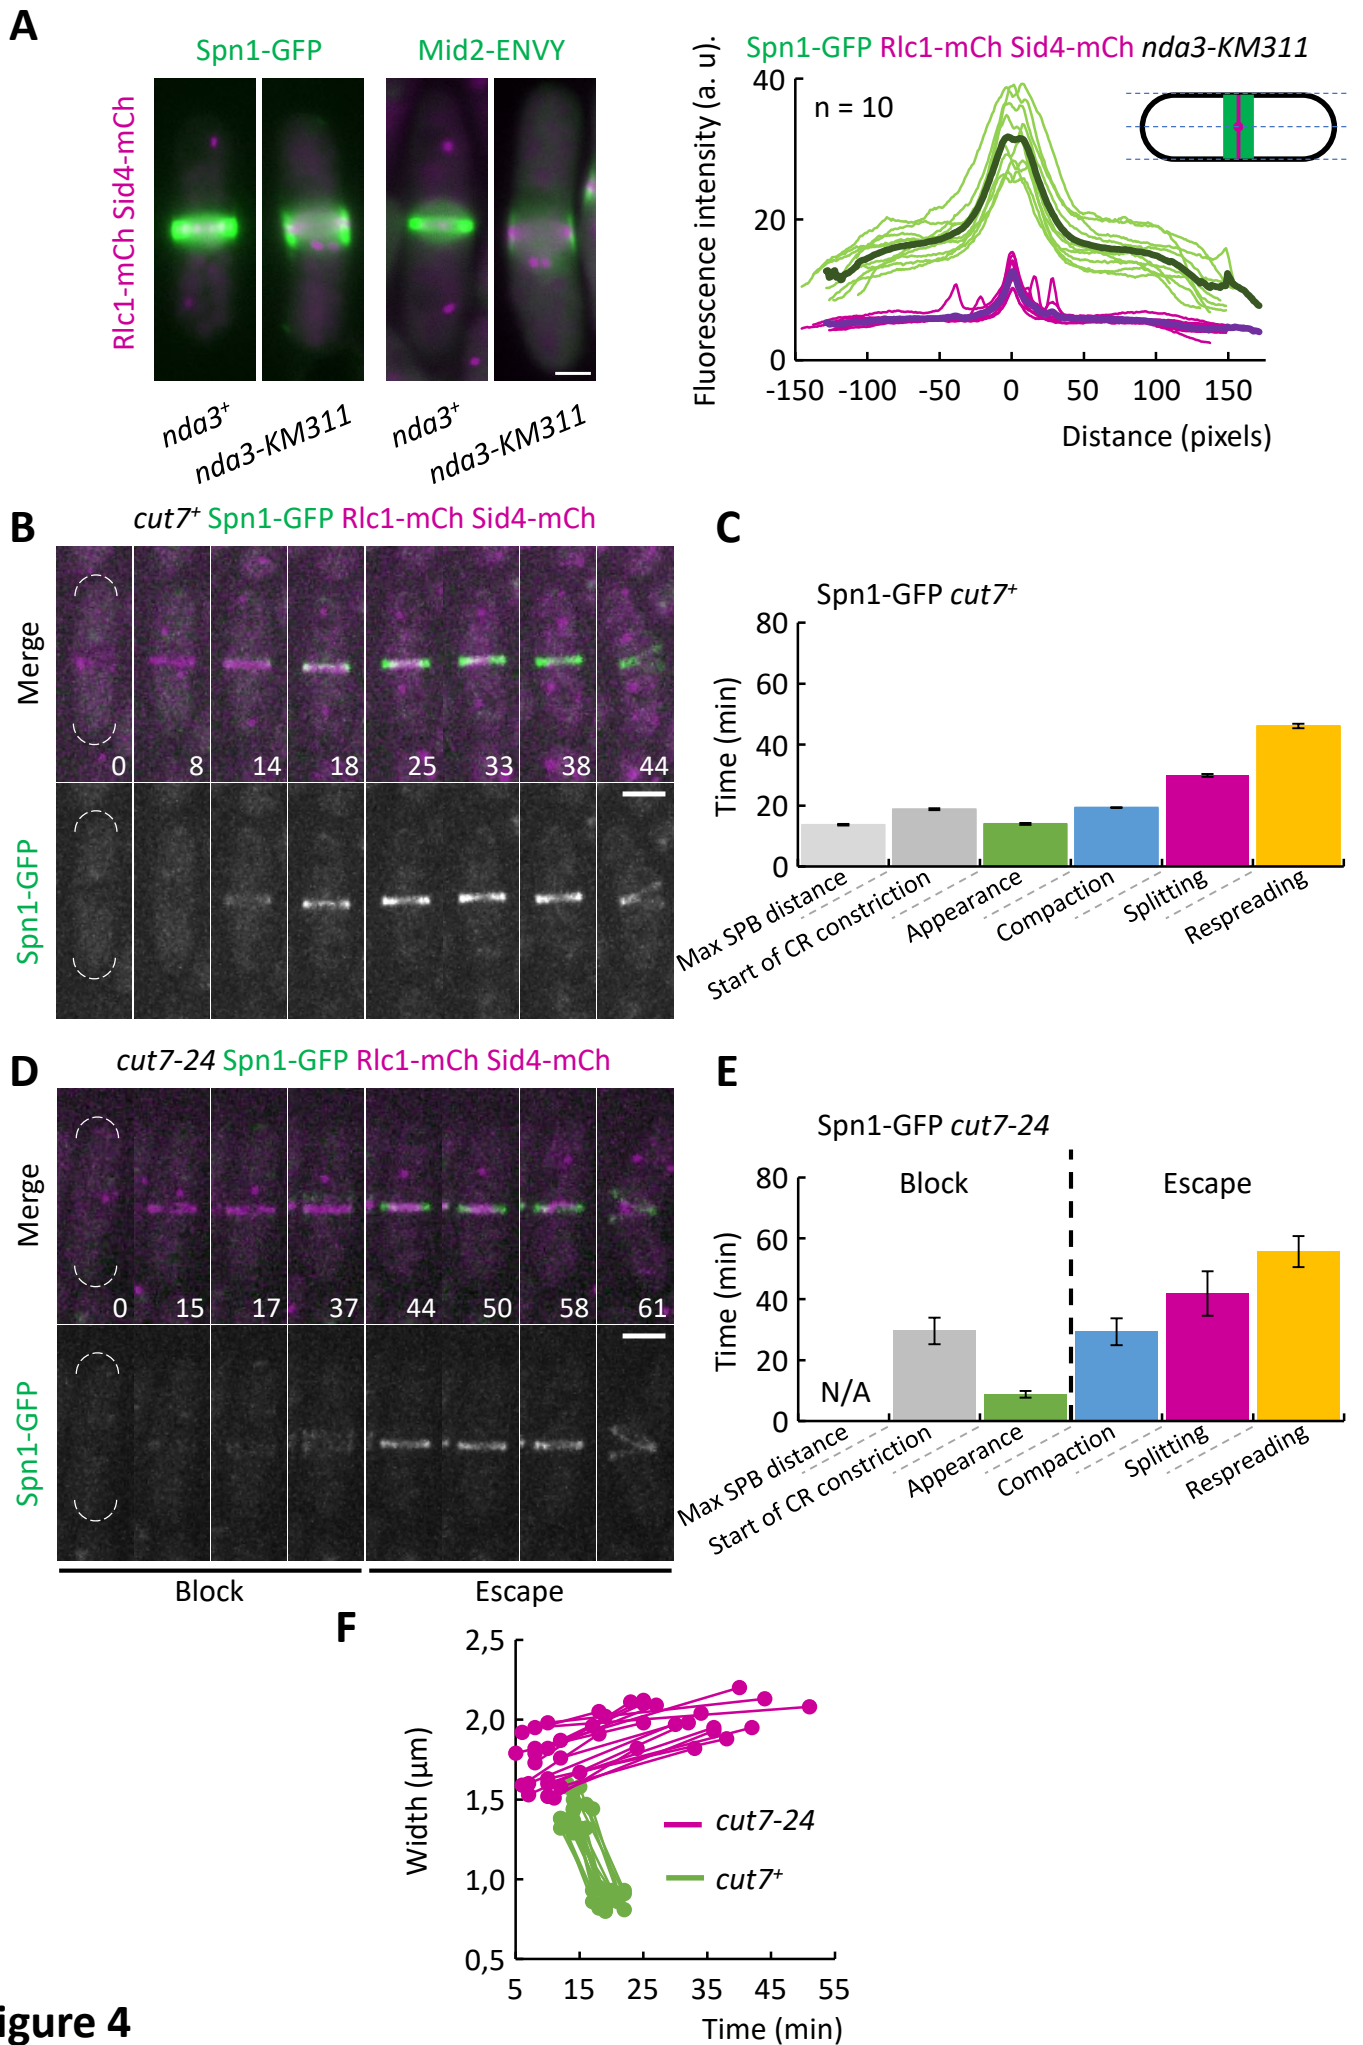 A
Spn1-GFP
Mid2-ENVY
Rlc1-mCh Sid4-mCh
nda3⁺
nda3-KM311
nda3⁺
nda3-KM311
Spn1-GFP Rlc1-mCh Sid4-mCh nda3-KM311
Fluorescence intensity (a. u).
40
20
0
n = 10
-150 -100 -50 0 50 100 150
Distance (pixels)
B
cut7⁺ Spn1-GFP Rlc1-mCh Sid4-mCh
Merge
0 8 14 18 25 33 38 44
Spn1-GFP
C
Spn1-GFP cut7⁺
Time (min)
80
60
40
20
0
Max SPB distance
Start of CR constriction
Appearance
Compaction
Splitting
Respreading
D
cut7-24 Spn1-GFP Rlc1-mCh Sid4-mCh
Merge
0 15 17 37 44 50 58 61
Spn1-GFP
Block
Escape
E
Spn1-GFP cut7-24
Block
Escape
Time (min)
80
60
40
20
0
N/A
Max SPB distance
Start of CR constriction
Appearance
Compaction
Splitting
Respreading
F
Width (µm)
2,5
2,0
1,5
1,0
0,5
cut7-24
cut7⁺
5 15 25 35 45 55
Time (min)
igure 4